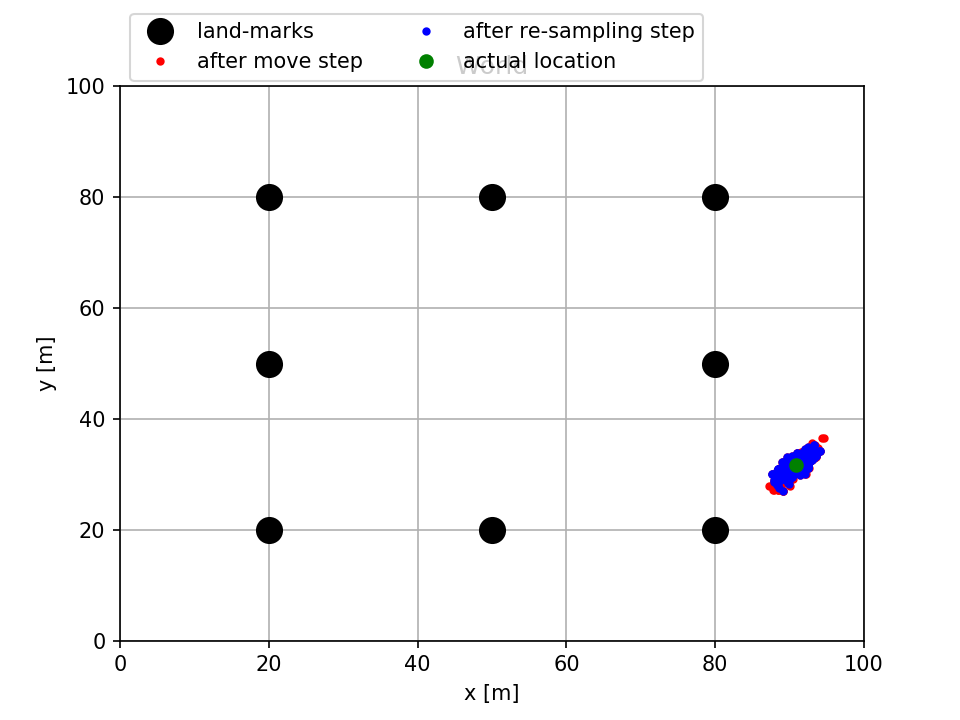 land-marks
after move step
after re-sampling step
actual location
World
100
80
60
40
20
0
y [m]
0 20 40 60 80 100
x [m]